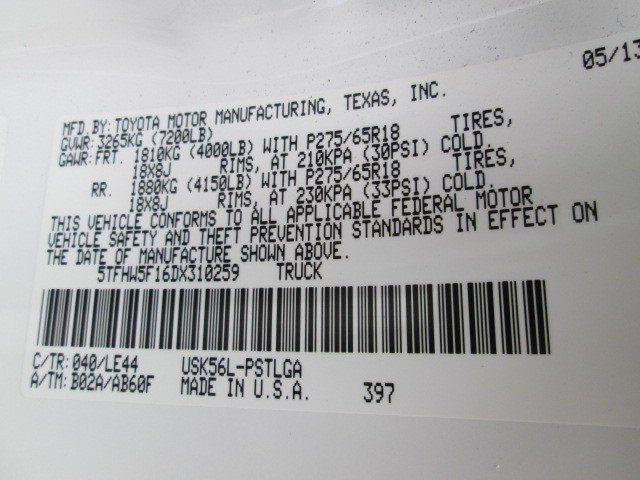 05/13
MFD.BY:TOYOTA MOTOR MANUFACTURING, TEXAS, INC.
GVWR:3265KG (7200LB)
GAWR:FRT. 1810KG (4000LB) WITH P275/65R18 TIRES,
18X8J RIMS, AT 210KPA (30PSI) COLD.
RR. 1880KG (4150LB) WITH P275/65R18 TIRES,
18X8J RIMS, AT 230KPA (33PSI) COLD.
THIS VEHICLE CONFORMS TO ALL APPLICABLE FEDERAL MOTOR
VEHICLE SAFETY AND THEFT PREVENTION STANDARDS IN EFFECT ON
THE DATE OF MANUFACTURE SHOWN ABOVE.
5TFHW5F16DX310259 TRUCK
C/TR: 040/LE44 USK56L-PSTLGA
A/TM: B02A/AB60F MADE IN U.S.A. 397